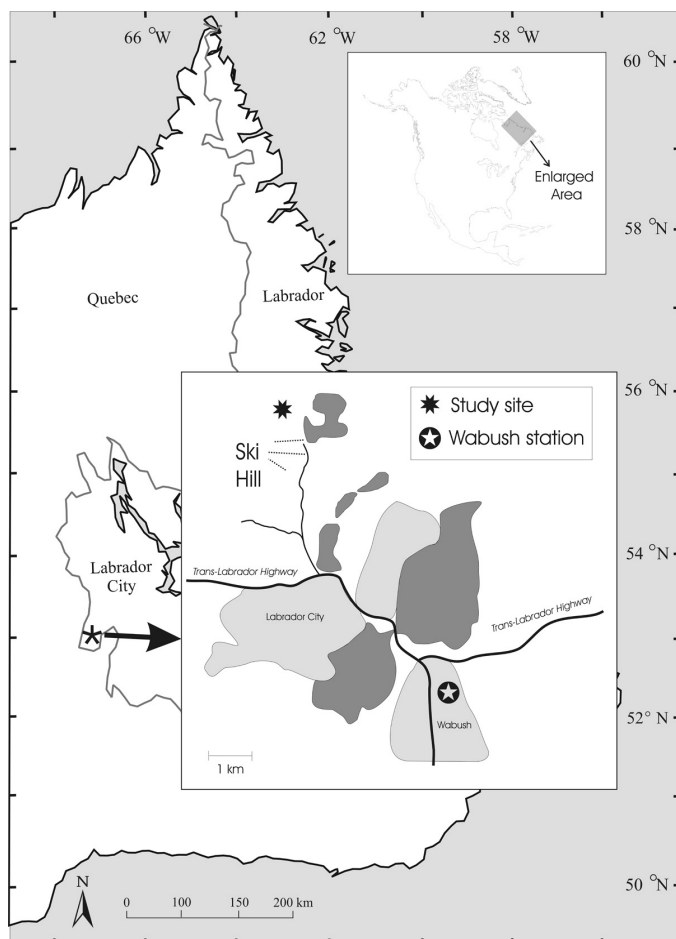 66 °W
62 °W
58 °W
60 °N
Enlarged
Area
58 °N
Quebec
Labrador
56 °N
Study site
Wabush station
Ski
Hill
Labrador
City
54 °N
Trans-Labrador Highway
Labrador City
Trans-Labrador Highway
Wabush
52 °N
1 km
N
50 °N
0 100 200 km